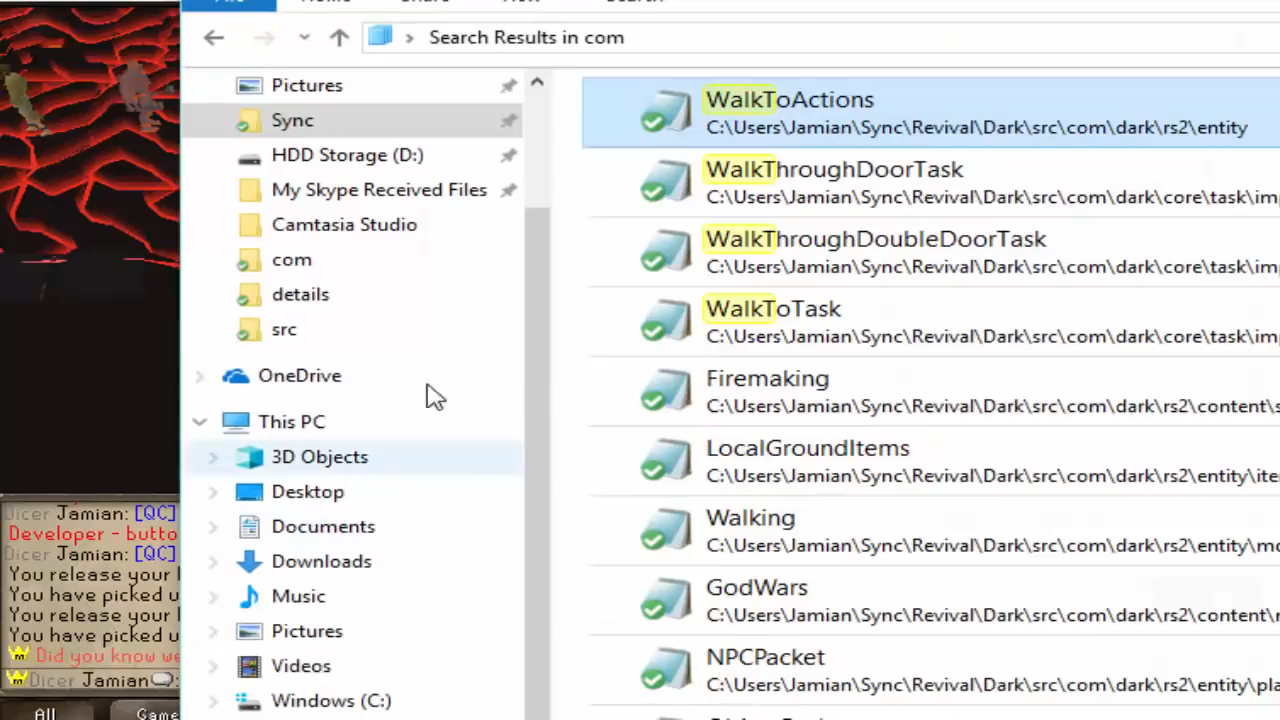 Search Results in com
Pictures
Sync
HDD Storage (D:)
My Skype Received Files
Camtasia Studio
com
details
src
OneDrive
This PC
3D Objects
Desktop
Documents
Downloads
Music
Pictures
Videos
Windows (C:)
WalkToActions
C:\Users\Jamian\Sync\Revival\Dark\src\com\dark\rs2\entity
WalkThroughDoorTask
C:\Users\Jamian\Sync\Revival\Dark\src\com\dark\core\task\im
WalkThroughDoubleDoorTask
C:\Users\Jamian\Sync\Revival\Dark\src\com\dark\core\task\im
WalkToTask
C:\Users\Jamian\Sync\Revival\Dark\src\com\dark\core\task\im
Firemaking
C:\Users\Jamian\Sync\Revival\Dark\src\com\dark\rs2\content\s
LocalGroundItems
C:\Users\Jamian\Sync\Revival\Dark\src\com\dark\rs2\entity\ite
Walking
C:\Users\Jamian\Sync\Revival\Dark\src\com\dark\rs2\entity\mo
GodWars
C:\Users\Jamian\Sync\Revival\Dark\src\com\dark\rs2\content\
NPCPacket
C:\Users\Jamian\Sync\Revival\Dark\src\com\dark\rs2\entity\pla
Dicer Jamian: [QC]
Developer - butto
Dicer Jamian: [QC]
You release your
You have picked u
You release your
You have picked u
Did you know we
Dicer Jamian
All Game